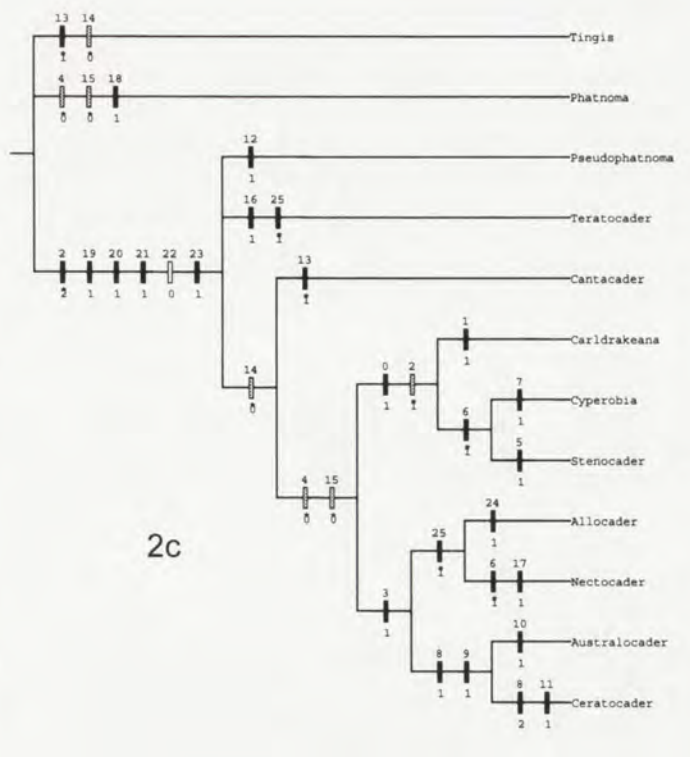 13 14
Tingis
1 0
4 15 18
Phatnoma
0 0 1
12
Pseudophatnoma
1
16 25
Teratocader
1 1
2 19 20 21 22 23
2 1 1 1 0 1
13
Cantacader
1
1
Carldrakeana
1
14
0
0 2
1 1
7
Cyperobia
1
6
1
5
Stenocader
1
4 15
0 0
24
Allocader
1
25
1
2c
6 17
Nectocader
1 1
3
1
10
Australocader
1
8 9
1 1
8 11
Ceratocader
2 1